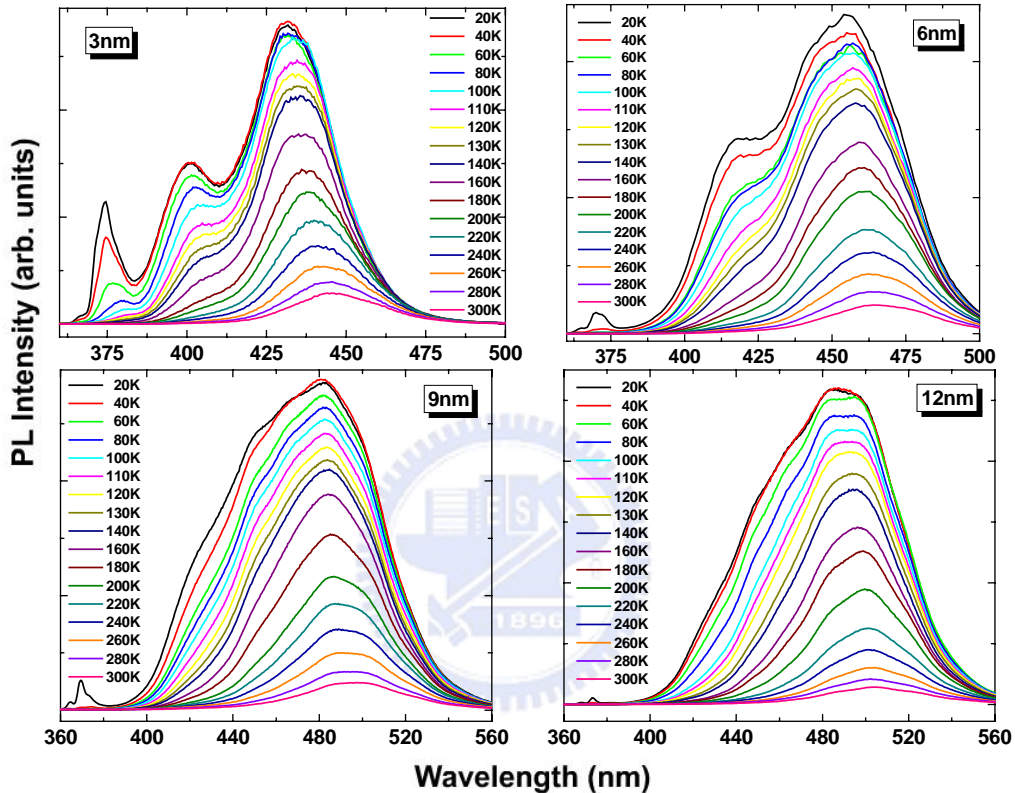 PL Intensity (arb. units)
3nm
20K
40K
60K
80K
100K
110K
120K
130K
140K
160K
180K
200K
220K
240K
260K
280K
300K
375
400
425
450
475
500
6nm
20K
40K
60K
80K
100K
110K
120K
130K
140K
160K
180K
200K
220K
240K
260K
280K
300K
375
400
425
450
475
500
9nm
20K
40K
60K
80K
100K
110K
120K
130K
140K
160K
180K
200K
220K
240K
260K
280K
300K
360
400
440
480
520
560
12nm
20K
40K
60K
80K
100K
110K
120K
130K
140K
160K
180K
200K
220K
240K
260K
280K
300K
360
400
440
480
520
560
ES
1896
Wavelength (nm)